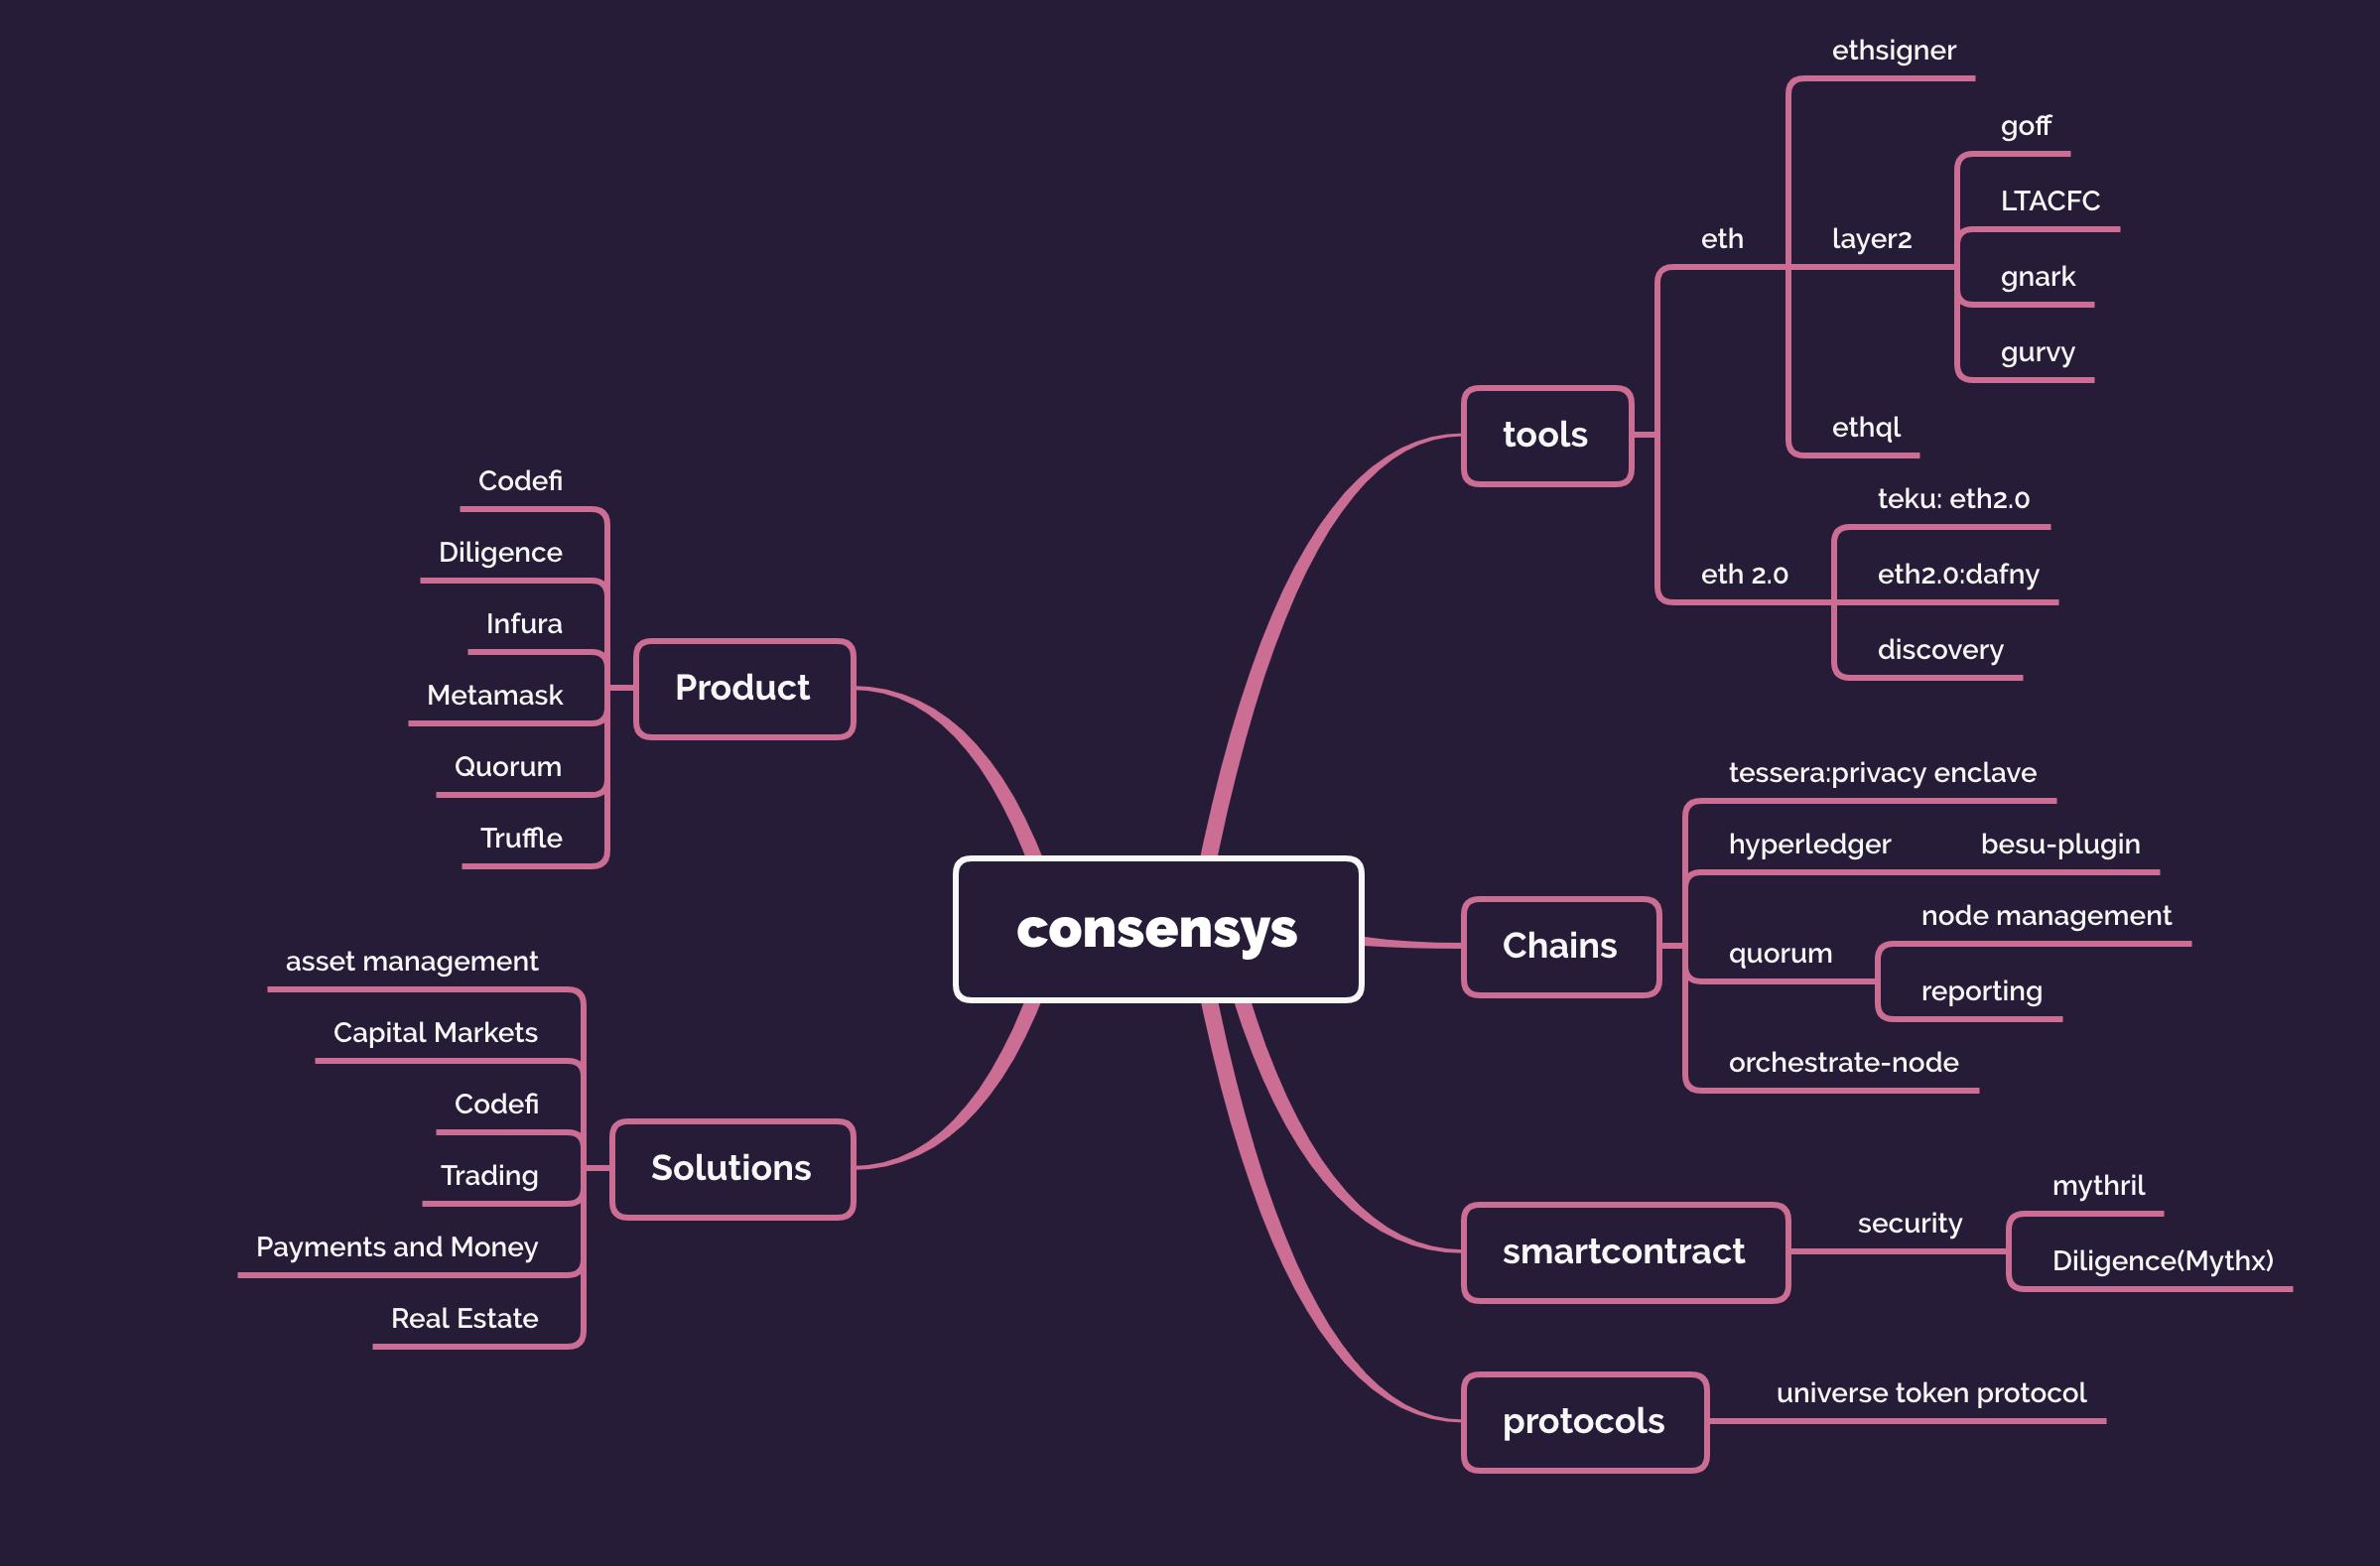 consensys
tools
eth
ethsigner
layer2
goff
LTACFC
gnark
gurvy
ethql
eth 2.0
teku: eth2.0
eth2.0:dafny
discovery
Chains
tessera:privacy enclave
hyperledger
besu-plugin
quorum
node management
reporting
orchestrate-node
smartcontract
security
mythril
Diligence(Mythx)
protocols
universe token protocol
Product
Codefi
Diligence
Infura
Metamask
Quorum
Truffle
Solutions
asset management
Capital Markets
Codefi
Trading
Payments and Money
Real Estate